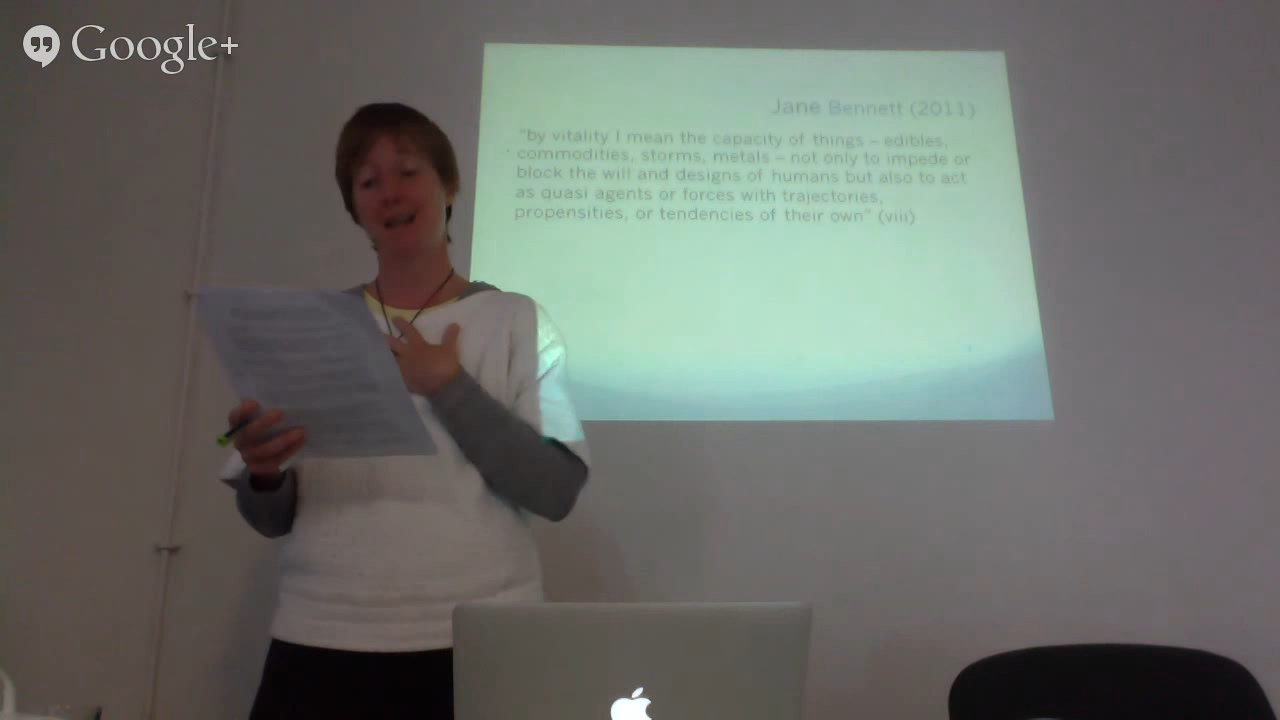 Google+
Jane Bennett (2011)
"by vitality I mean the capacity of things – edibles,
commodities, storms, metals – not only to impede or
block the will and designs of humans but also to act
as quasi agents or forces with trajectories,
propensities, or tendencies of their own" (viii)